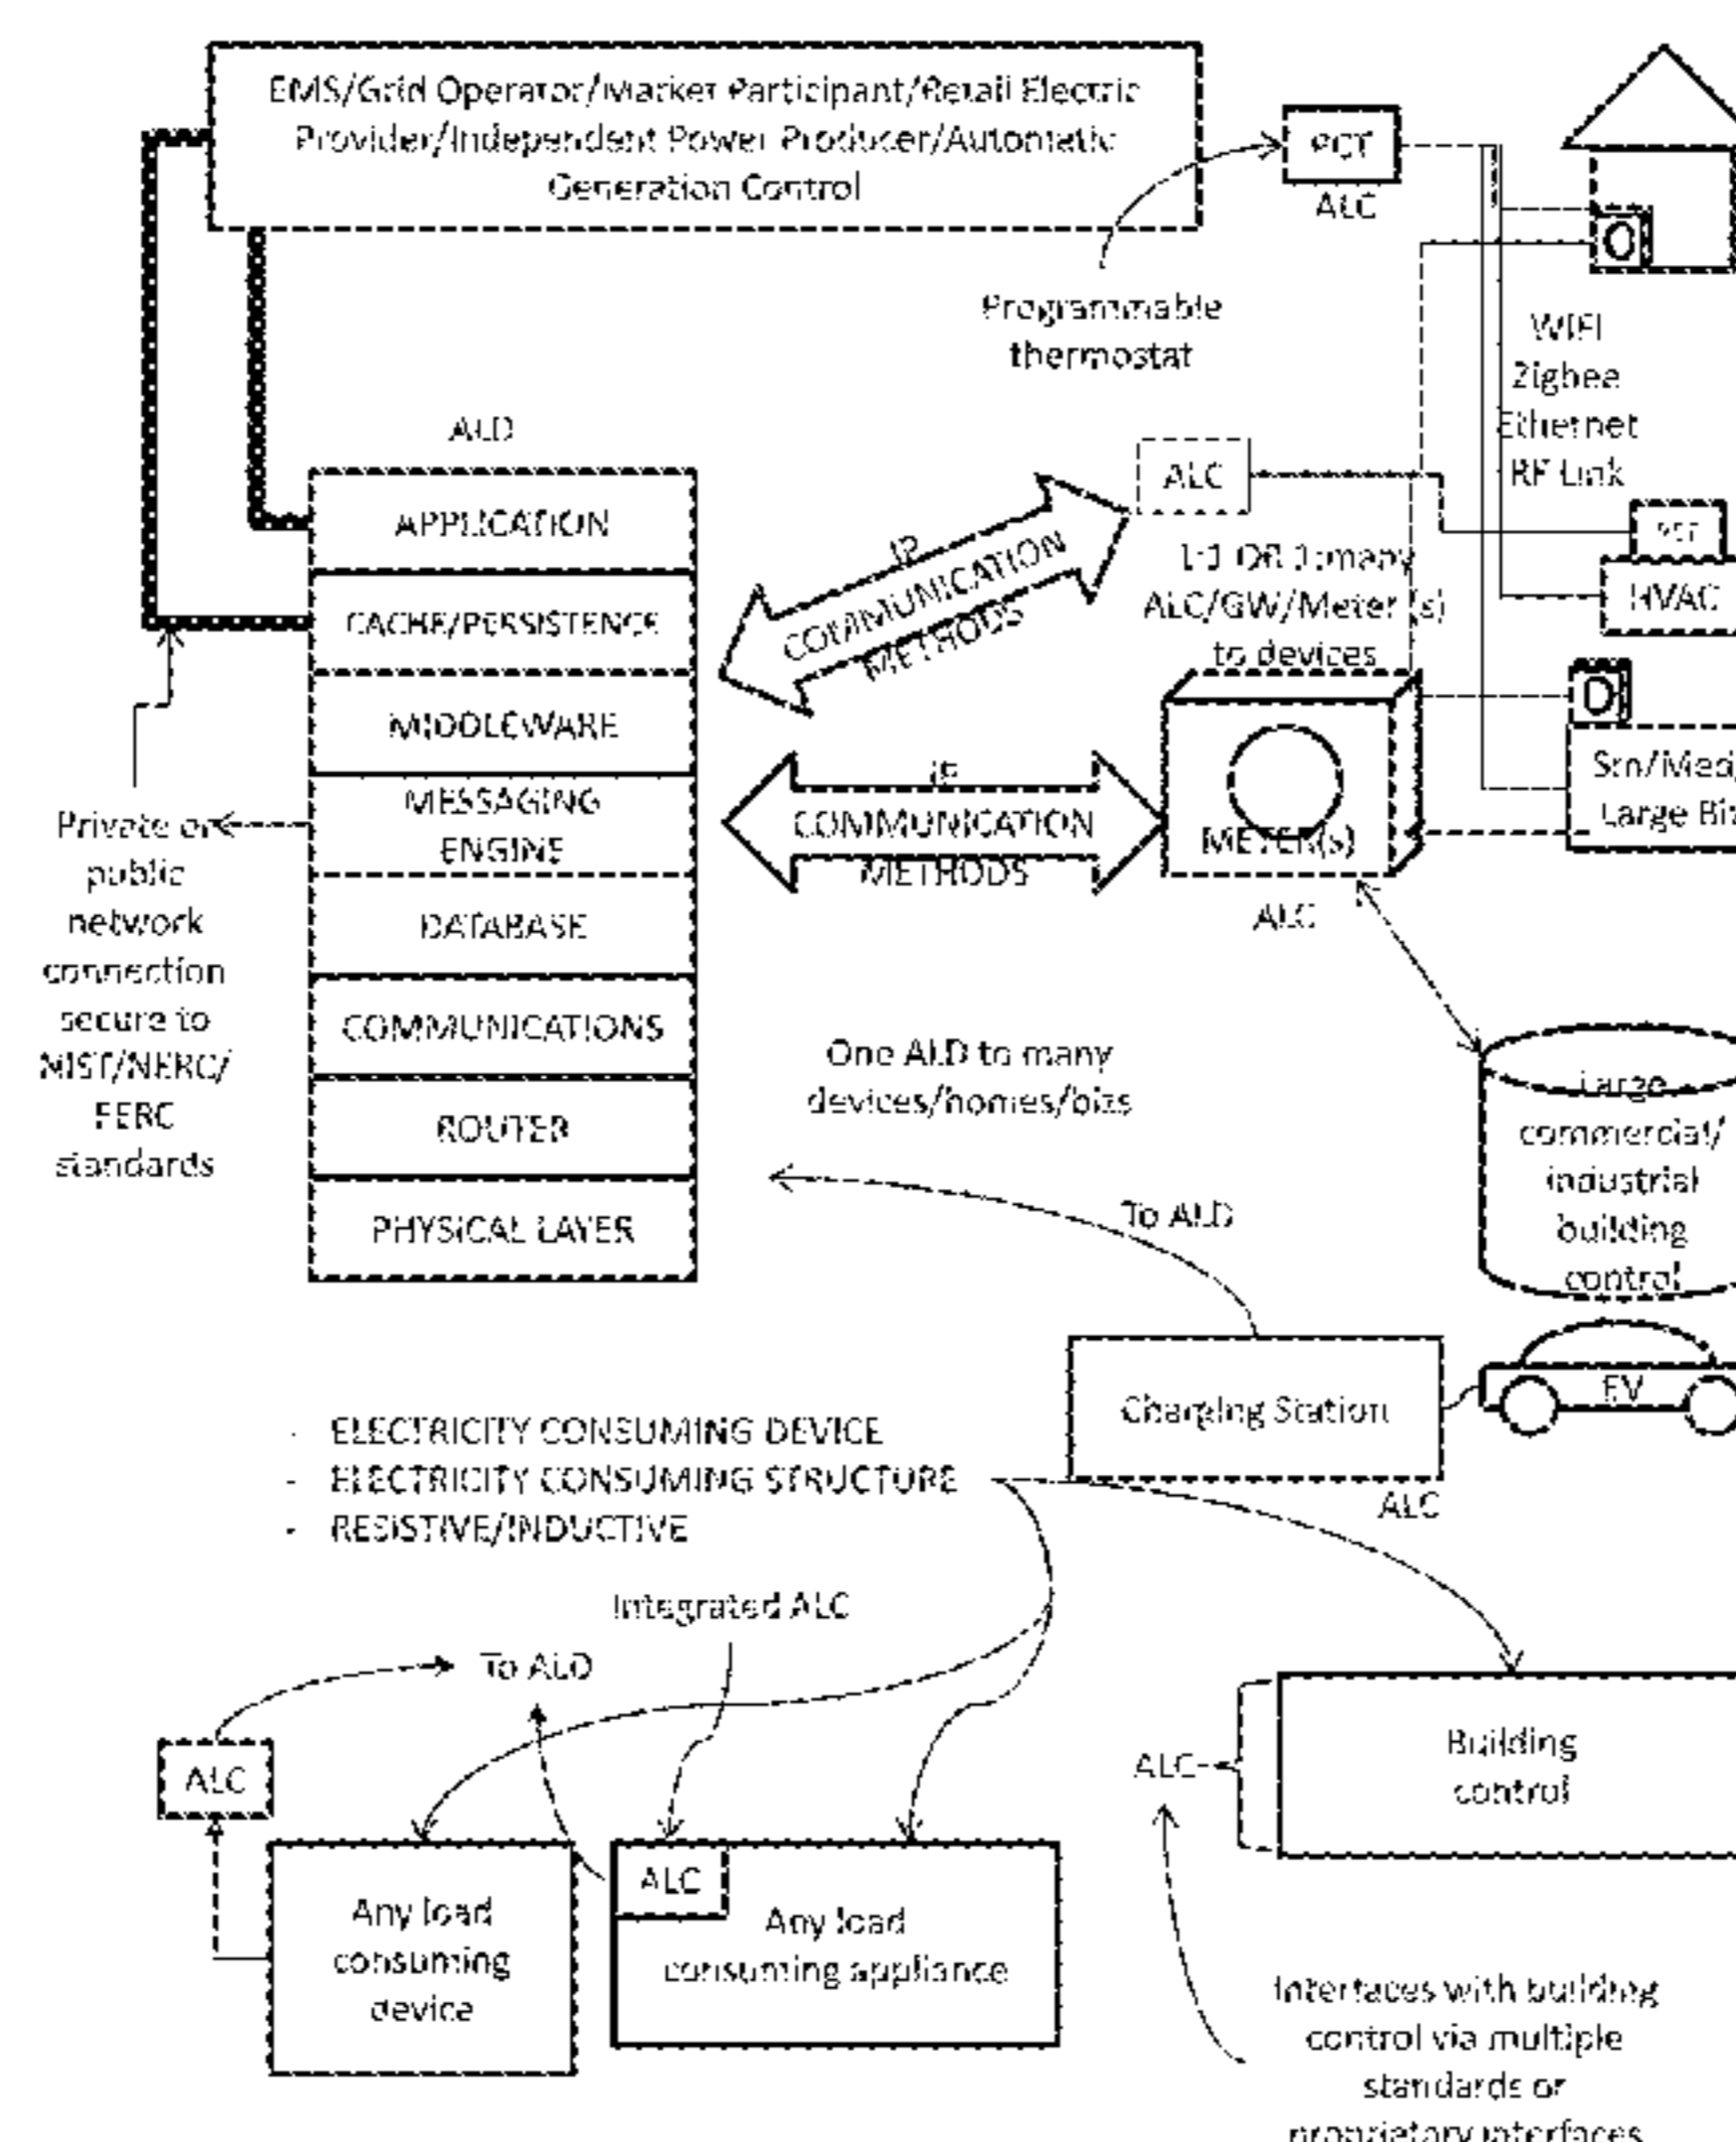 EMS/Grid Operator/Market Participant/Retail Electric
Provider/Independent Power Producer/Automatic
Generation Control
PCT
ALC
Programmable
thermostat
WIFI
Zigbee
Ethernet
RF Link
ALD
APPLICATION
CACHE/PERSISTENCE
MIDDLEWARE
MESSAGING
ENGINE
DATABASE
COMMUNICATIONS
ROUTER
PHYSICAL LAYER
IP
COMMUNICATION
METHODS
ALC
1:1 OR 1:many
ALC/GW/Meter (s)
to devices
HVAC
IP
COMMUNICATION
METHODS
METER(s)
ALC
Sm/Med/
Large Biz
Private or
public
network
connection
secure to
NIST/NERC/
FERC
standards
One ALD to many
devices/homes/bizs
Large
commercial/
industrial
building
control
To ALD
Charging Station
ALC
EV
- ELECTRICITY CONSUMING DEVICE
- ELECTRICITY CONSUMING STRUCTURE
- RESISTIVE/INDUCTIVE
Integrated ALC
To ALD
ALC
Any load
consuming
device
ALC
Any load
consuming appliance
ALC
Building
control
Interfaces with building
control via multiple
standards or
proprietary interfaces